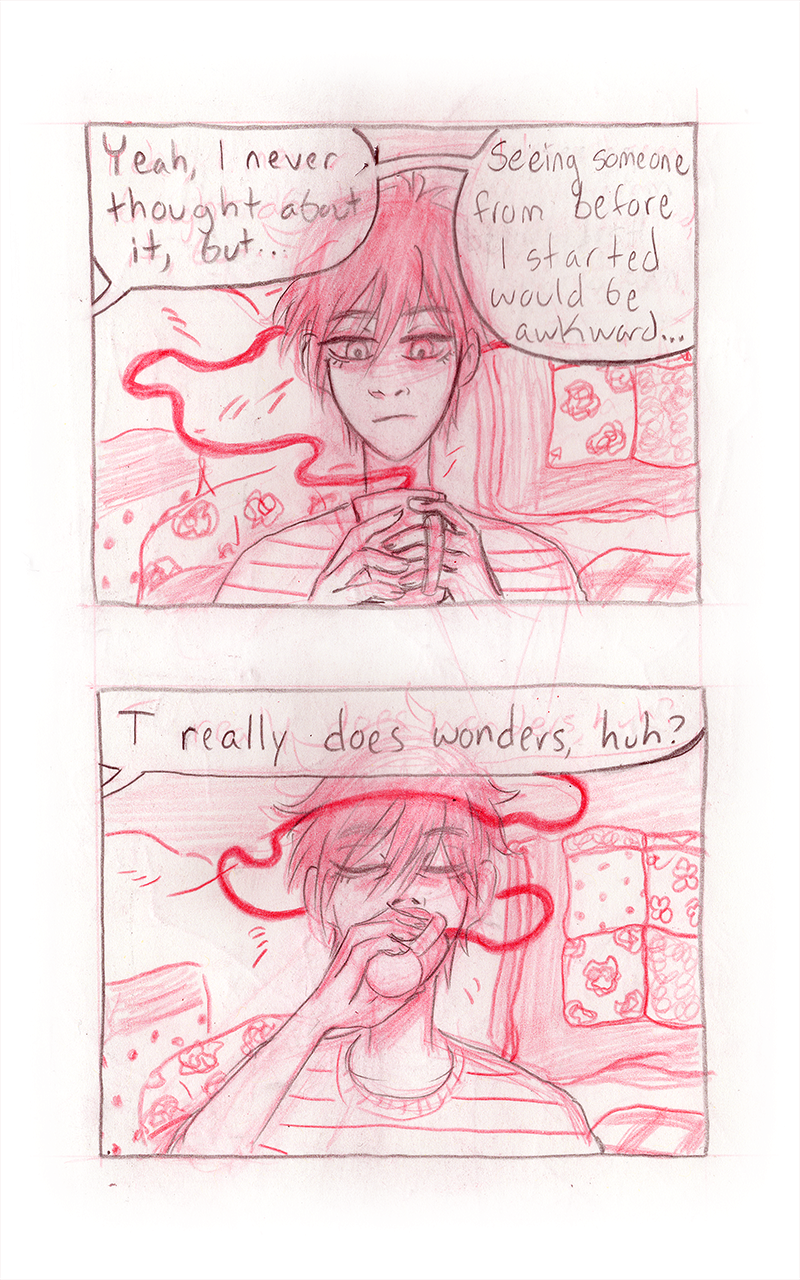 Yeah, I never
thought about
it, but...
Seeing someone
from before
I started
would be
awkward...
T really does wonders, huh?